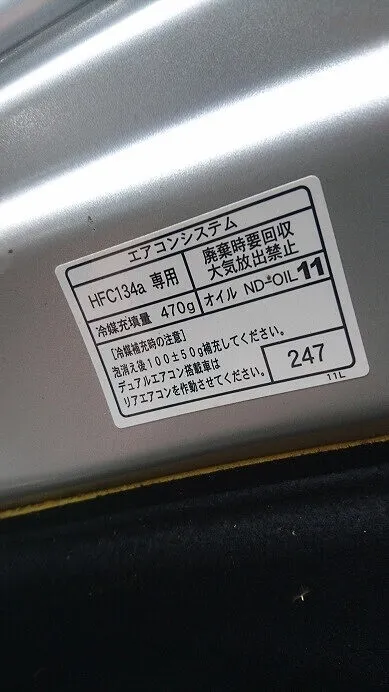 エアコンシステム
HFC134a 専用
廃棄時要回収
大気放出禁止
冷媒充填量 470g
オイル ND-OIL 11
[冷媒補充時の注意]
泡消え後100±50g補充してください。
デュアルエアコン搭載車は
リアエアコンを作動させてください。
247
11L